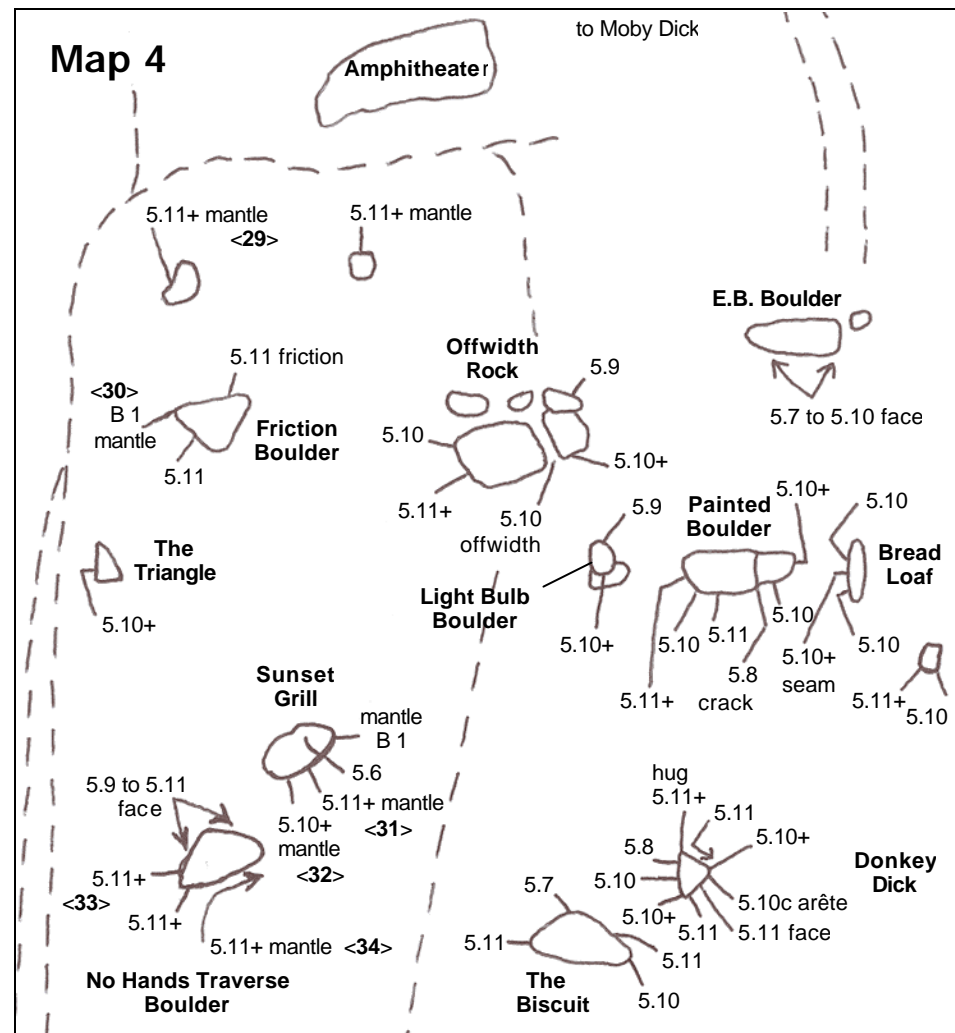 to Moby Dick
Map 4
Amphitheater
5.11+ mantle
<29>
5.11+ mantle
E.B. Boulder
5.7 to 5.10 face
5.11 friction
<30>
B 1
mantle
Friction
Boulder
5.11
Offwidth
Rock
5.9
5.10
5.10+
5.11+
5.10
offwidth
The
Triangle
5.10+
5.9
Light Bulb
Boulder
5.10+
Painted
Boulder
5.10+
5.10
Bread
Loaf
5.10
5.11
5.10
5.10
5.8
crack
5.10+
seam
5.11+
5.11+
5.10
Sunset
Grill
mantle
B 1
5.6
5.11+ mantle
<31>
5.10+
mantle
<32>
5.9 to 5.11
face
5.11+
<33>
5.11+
5.11+ mantle <34>
No Hands Traverse
Boulder
hug
5.11+
5.11
5.10+
5.8
5.10
Donkey
Dick
5.10c arête
5.10+
5.11
5.11 face
5.7
5.11
5.11
5.10
The
Biscuit